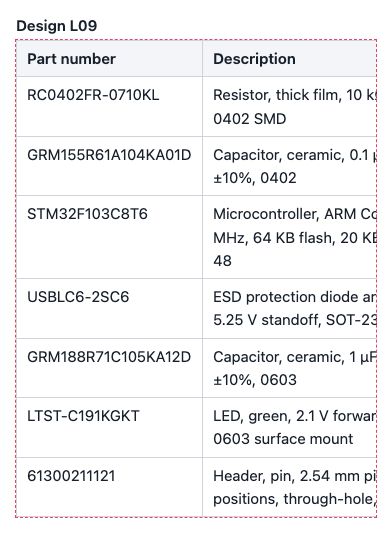 Design L09
Part number Description
RC0402FR-0710KL Resistor, thick film, 10
0402 SMD
GRM155R61A104KA01D Capacitor, ceramic, 0.1
±10%, 0402
STM32F103C8T6 Microcontroller, ARM
MHz, 64 KB flash, 20
48
USBLC6-2SC6 ESD protection diode
5.25 V standoff,
GRM188R71C105KA12D Capacitor, ceramic, 1 µF
±10%, 0603
LTST-C191KGKT LED, green, 2.1 V
0603 surface mount
61300211121 Header, pin, 2.54 mm
positions, through-hole,